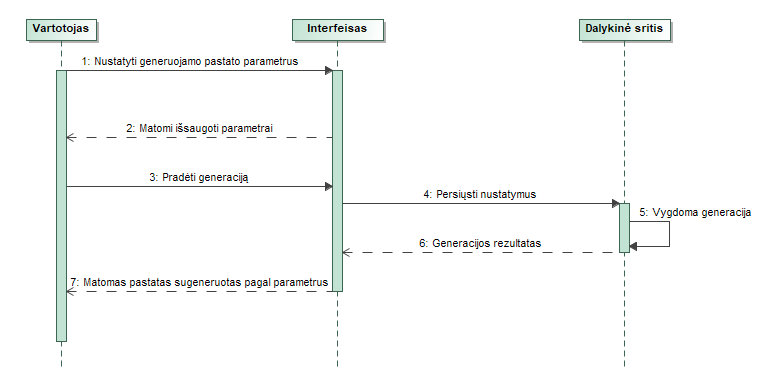 Vartotojas
Interfeisas
Dalykinė sritis
1: Nustatyti generuojamo pastato parametrus
2: Matomi išsaugoti parametrai
3: Pradėti generaciją
4: Persiųsti nustatymus
5: Vygdoma generacija
6: Generacijos rezultatas
7: Matomas pastatas sugeneruotas pagal parametrus